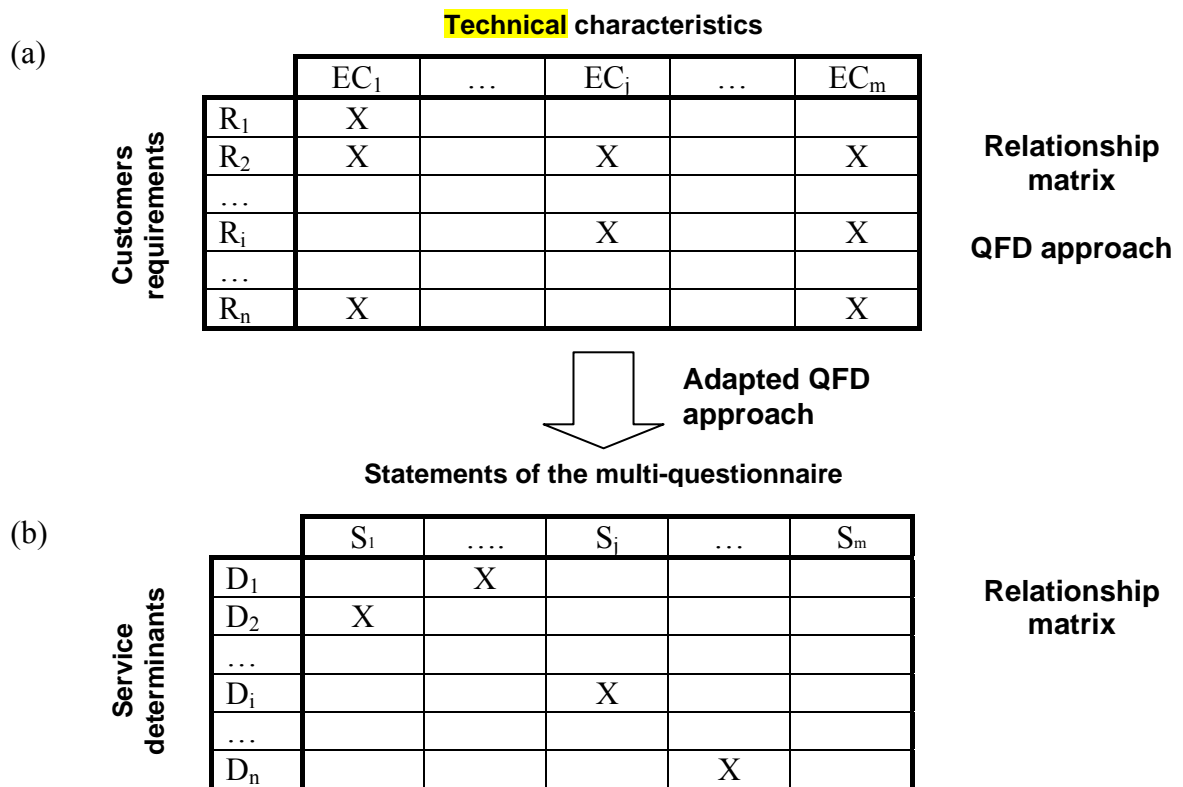 Technical characteristics
(a)
EC₁ … ECⱼ … ECₘ
R₁ X
R₂ X X X
…
Rᵢ X X
…
Rₙ X X
Customers
requirements
Relationship
matrix
QFD approach
Adapted QFD
approach
Statements of the multi-questionnaire
(b)
S₁ …. Sⱼ … Sₘ
D₁ X
D₂ X
…
Dᵢ X
…
Dₙ X
Service
determinants
Relationship
matrix